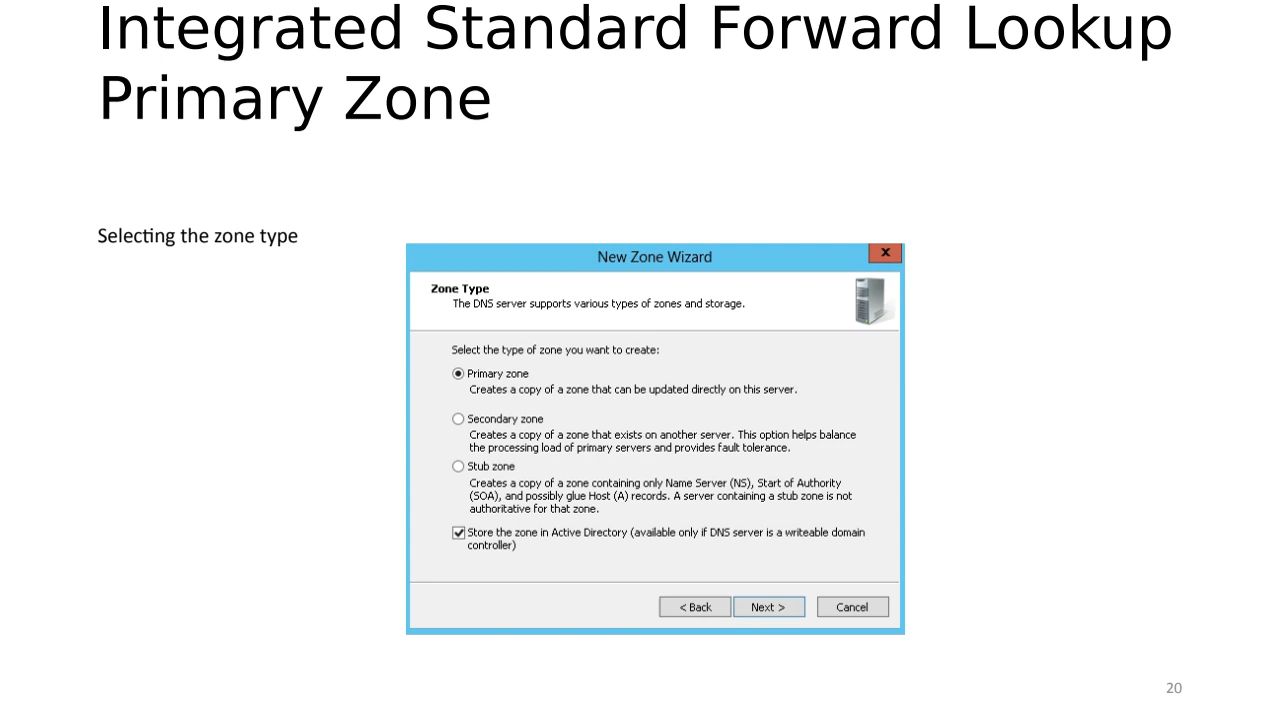 Integrated Standard Forward Lookup
Primary Zone
Selecting the zone type
New Zone Wizard
x
Zone Type
The DNS server supports various types of zones and storage.
Select the type of zone you want to create:
Primary zone
Creates a copy of a zone that can be updated directly on this server.
Secondary zone
Creates a copy of a zone that exists on another server. This option helps balance
the processing load of primary servers and provides fault tolerance.
Stub zone
Creates a copy of a zone containing only Name Server (NS), Start of Authority
(SOA), and possibly glue Host (A) records. A server containing a stub zone is not
authoritative for that zone.
Store the zone in Active Directory (available only if DNS server is a writeable domain
controller)
< Back Next > Cancel
20